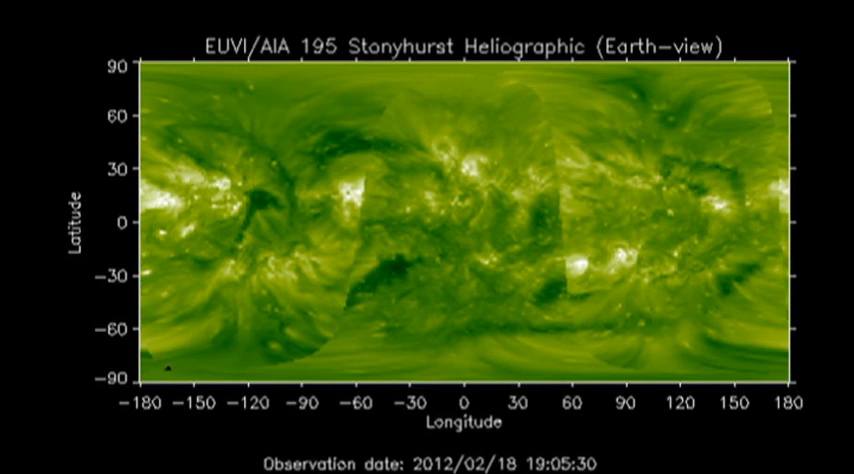 EUVI/AIA 195 Stonyhurst Heliographic (Earth-view)
90
60
30
0
-30
-60
-90
Latitude
-180 -150 -120 -90 -60 -30 0 30 60 90 120 150 180
Longitude
Observation date: 2012/02/18 19:05:30